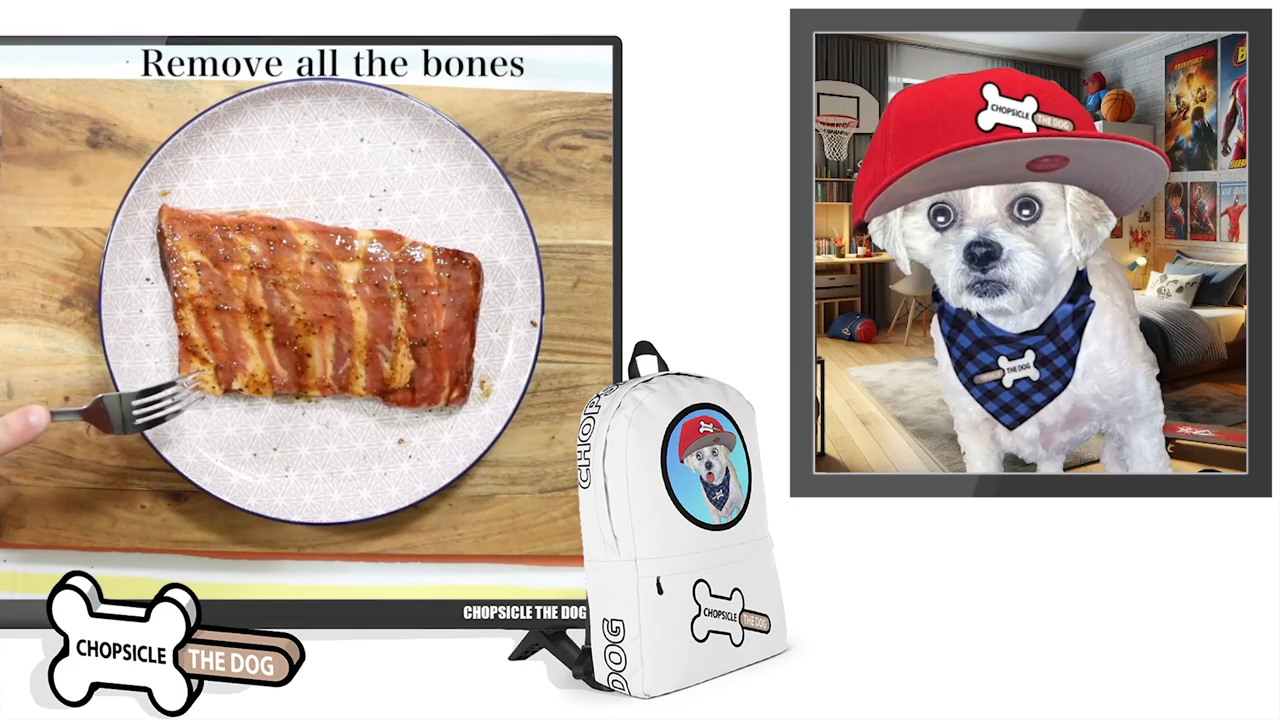 Remove all the bones
CHOPSICLE
THE DOG
CHOPSICLE THE DOG
CHOPSICLE
THE DOG
CHOPS
DOG
CHOPSICLE
THE DOG
THE DOG